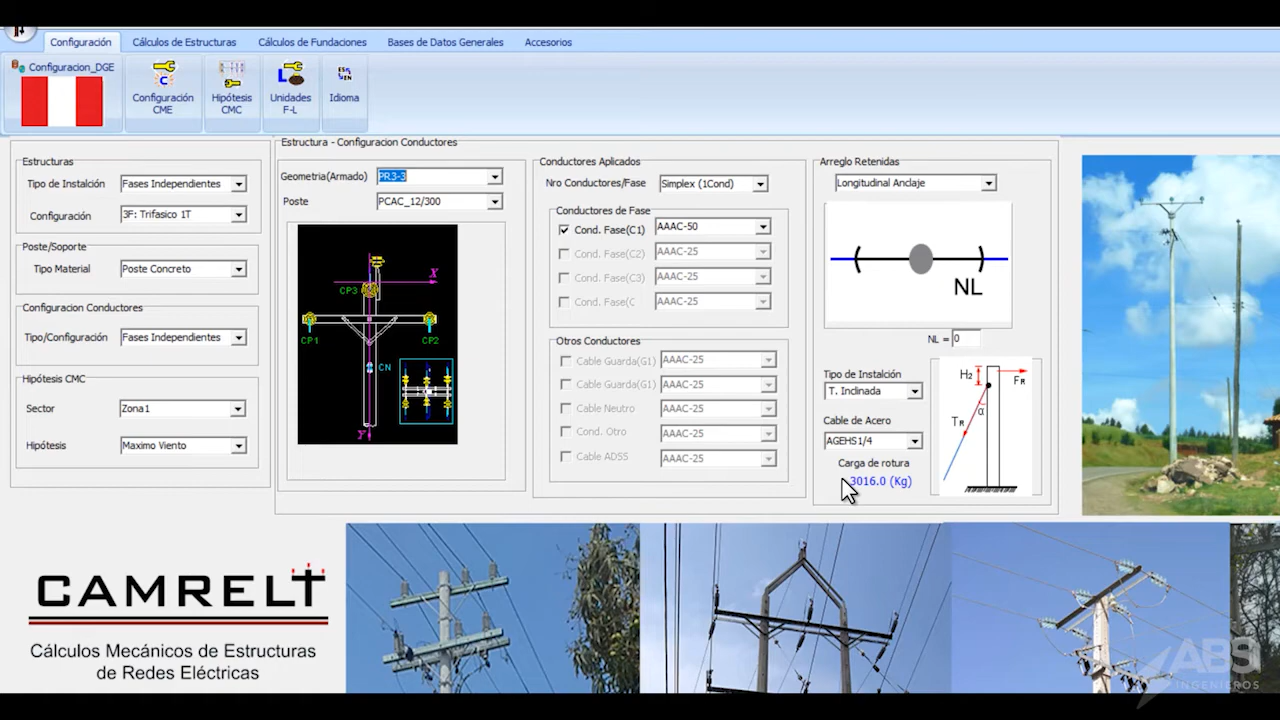 Configuración
Cálculos de Estructuras
Cálculos de Fundaciones
Bases de Datos Generales
Accesorios
Configuracion_DGE
Configuración
CME
Hipótesis
CMC
Unidades
F-L
Idioma
Estructuras
Tipo de Instalción
Fases Independientes
Configuración
3F: Trifasico 1T
Poste/Soporte
Tipo Material
Poste Concreto
Configuracion Conductores
Tipo/Configuración
Fases Independientes
Hipótesis CMC
Sector
Zona1
Hipótesis
Maximo Viento
Estructura - Configuracion Conductores
Geometria(Armado)
PR3-3
Poste
PCAC_12/300
X
CP3
CP1
CP2
CN
Y
Conductores Aplicados
Nro Conductores/Fase
Simplex (1Cond)
Conductores de Fase
Cond. Fase(C1)
AAAC-50
Cond. Fase(C2)
AAAC-25
Cond. Fase(C3)
AAAC-25
Cond. Fase(C
AAAC-25
Otros Conductores
Cable Guarda(G1)
AAAC-25
Cable Guarda(G1)
AAAC-25
Cable Neutro
AAAC-25
Cond. Otro
AAAC-25
Cable ADSS
AAAC-25
Arreglo Retenidas
Longitudinal Anclaje
NL
NL =
0
Tipo de Instalción
T. Inclinada
Cable de Acero
AGEHS1/4
Carga de rotura
3016.0 (Kg)
H2
FR
α
TR
CAMRELT
Cálculos Mecánicos de Estructuras
de Redes Eléctricas
ABS
INGENIEROS